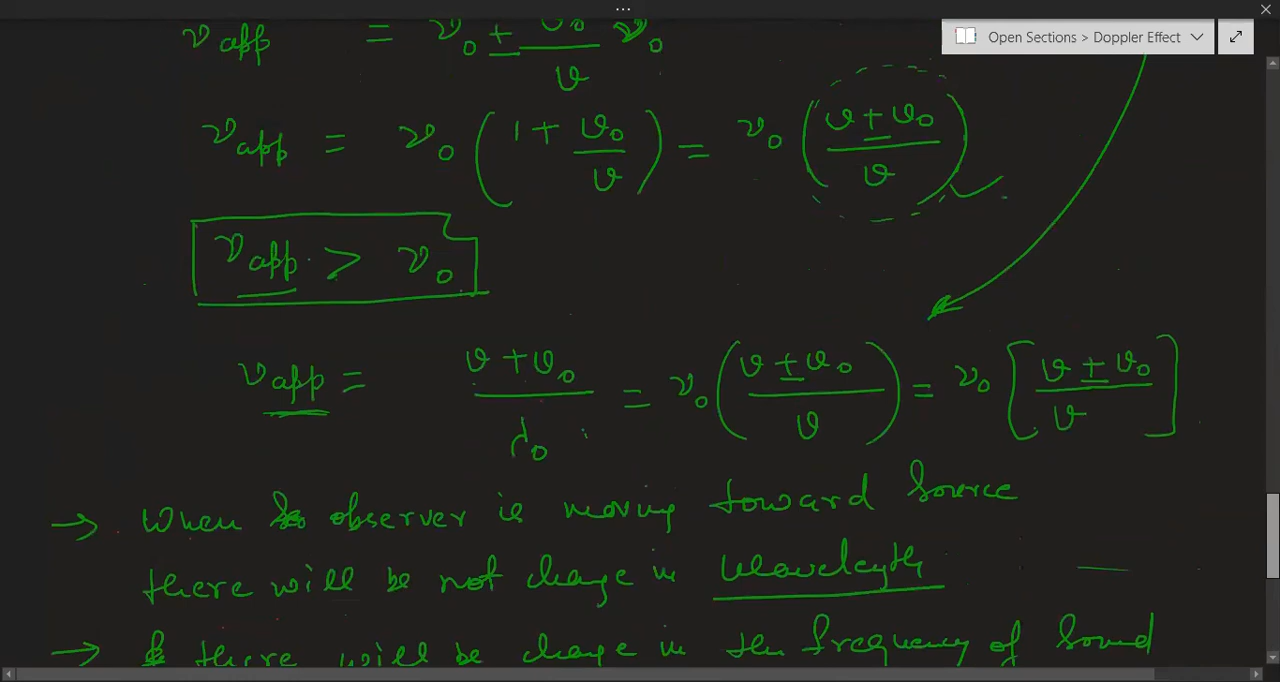 Open Sections > Doppler Effect
ν app = ν₀ + v₀/v ν₀
ν app = ν₀ (1 + v₀/v) = ν₀ ((v + v₀)/v)
ν app > ν₀
ν app = (v + v₀)/λ₀ = ν₀ ((v + v₀)/v) = ν₀ [(v + v₀)/v]
→ When observer is moving toward Source
there will be not change in wavelength
→ there will be change in the frequency of Sound